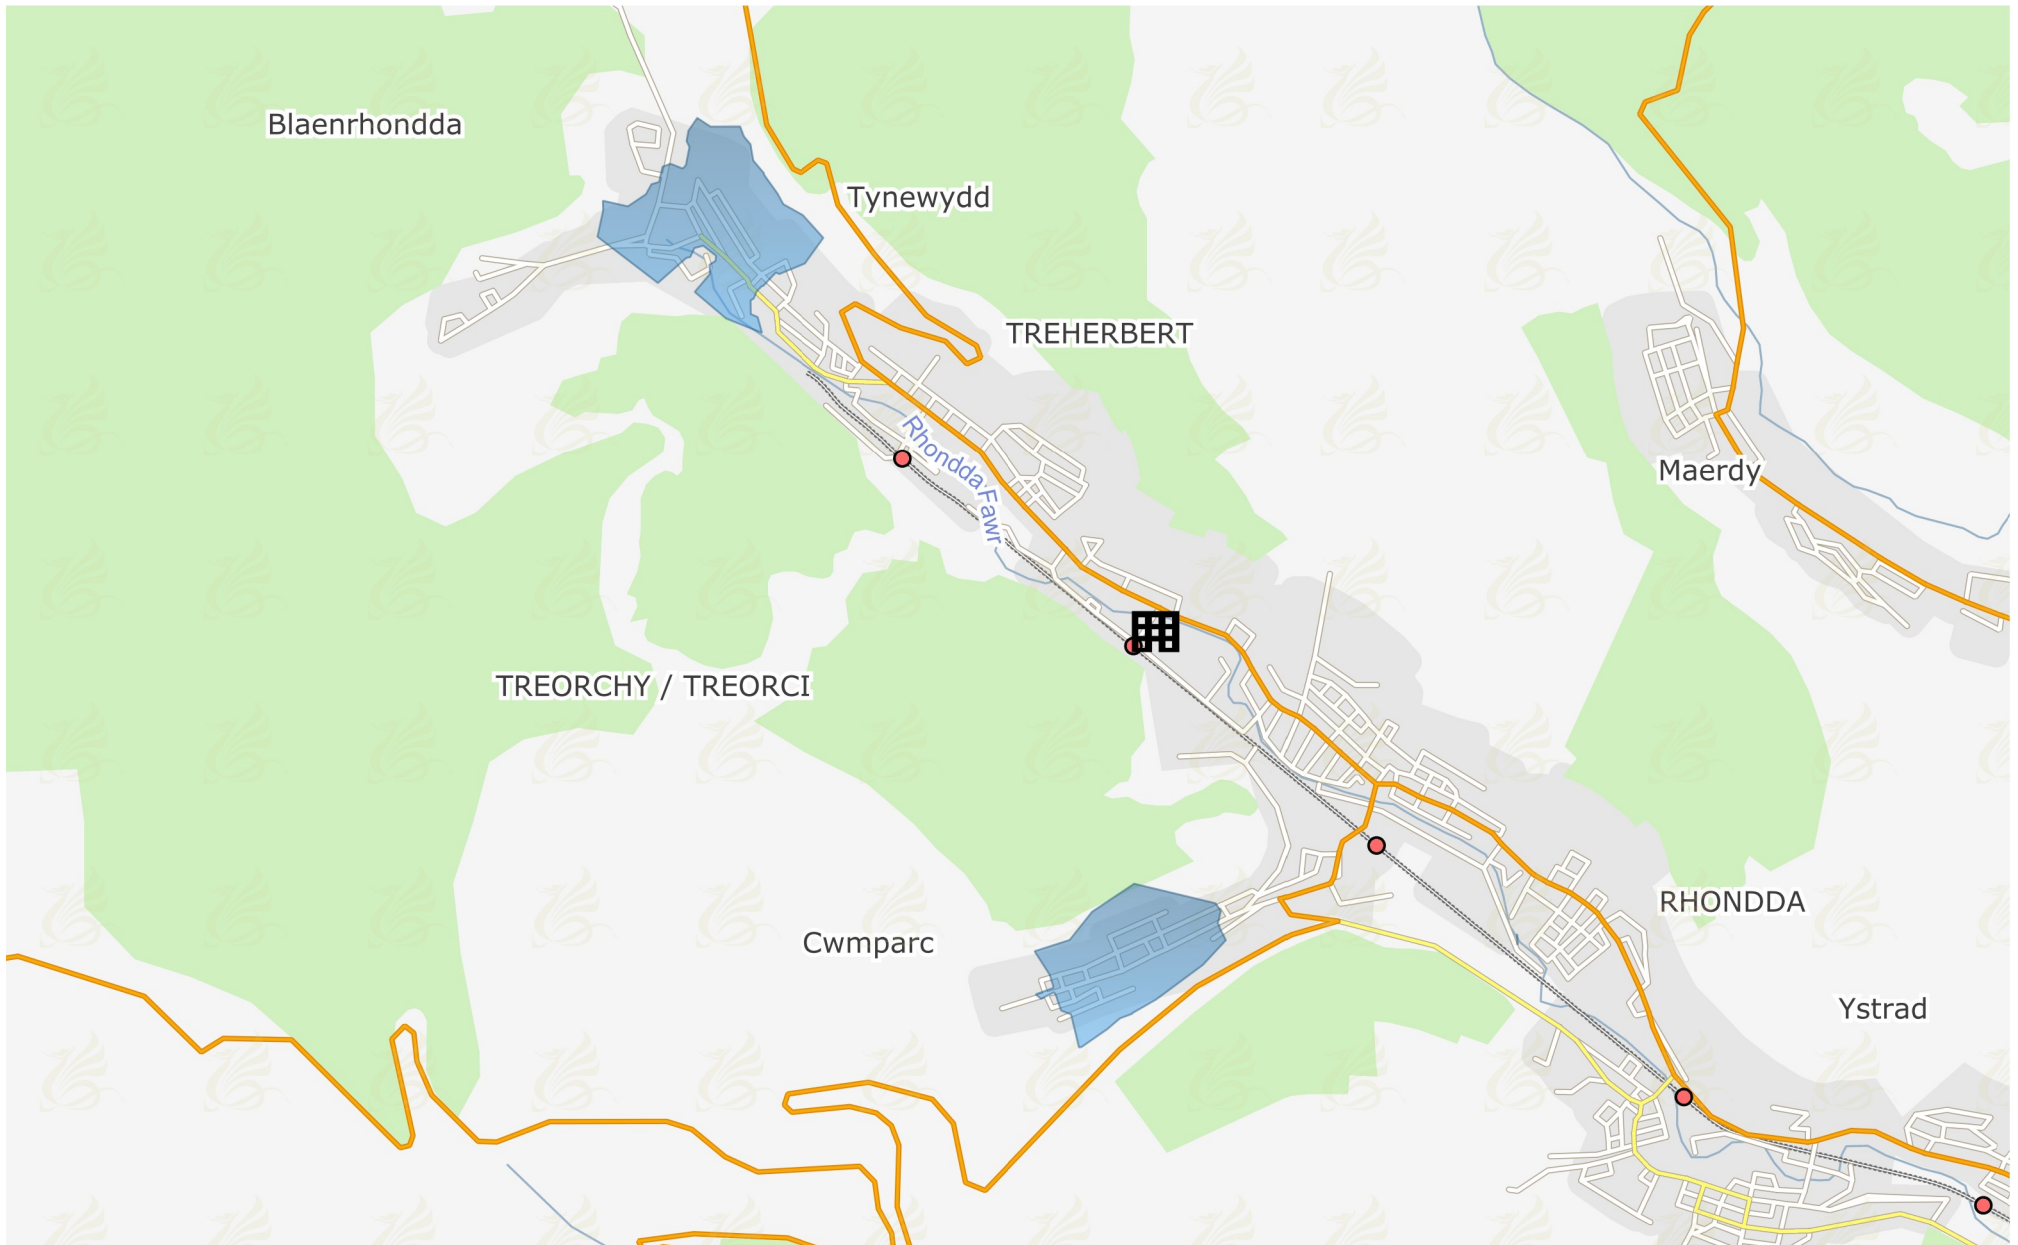 Blaenrhondda
Tynewydd
TREHERBERT
Rhondda Fawr
Maerdy
TREORCHY / TREORCI
RHONDDA
Cwmparc
Ystrad